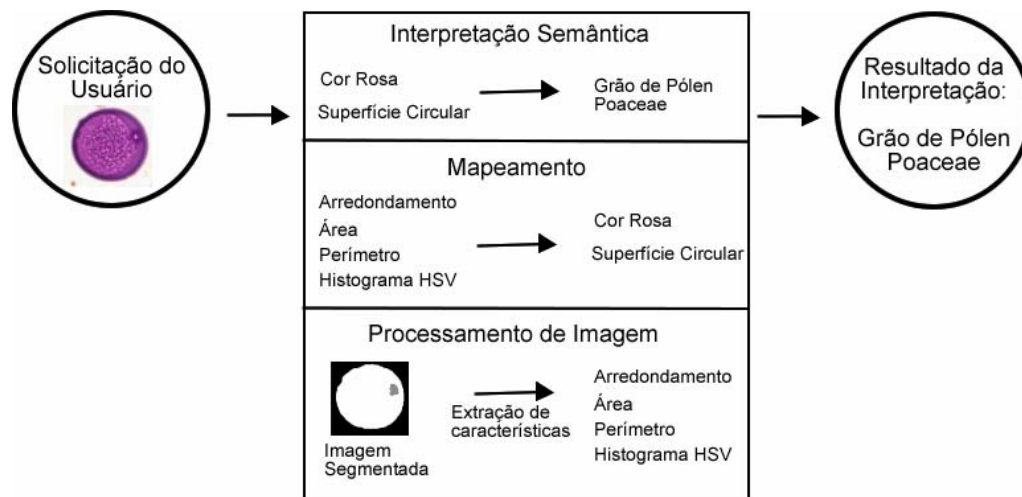 Solicitação do
Usuário
Interpretação Semântica
Cor Rosa
Superfície Circular
Grão de Pólen
Poaceae
Mapeamento
Arredondamento
Área
Perímetro
Histograma HSV
Cor Rosa
Superfície Circular
Processamento de Imagem
Imagem
Segmentada
Extração de
características
Arredondamento
Área
Perímetro
Histograma HSV
Resultado da
Interpretação:
Grão de Pólen
Poaceae